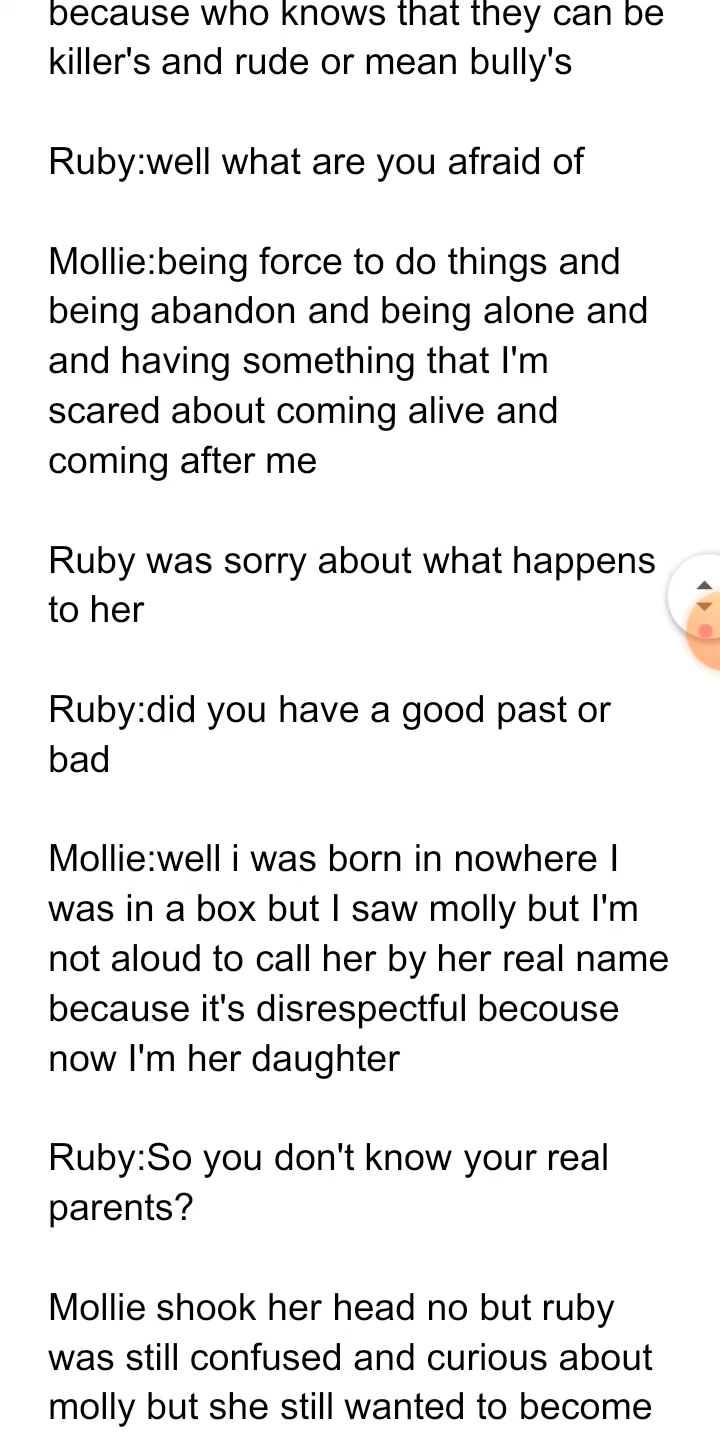 because who knows that they can be
killer's and rude or mean bully's
Ruby:well what are you afraid of
Mollie:being force to do things and
being abandon and being alone and
and having something that I'm
scared about coming alive and
coming after me
Ruby was sorry about what happens
to her
Ruby:did you have a good past or
bad
Mollie:well i was born in nowhere I
was in a box but I saw molly but I'm
not aloud to call her by her real name
because it's disrespectful becouse
now I'm her daughter
Ruby:So you don't know your real
parents?
Mollie shook her head no but ruby
was still confused and curious about
molly but she still wanted to become